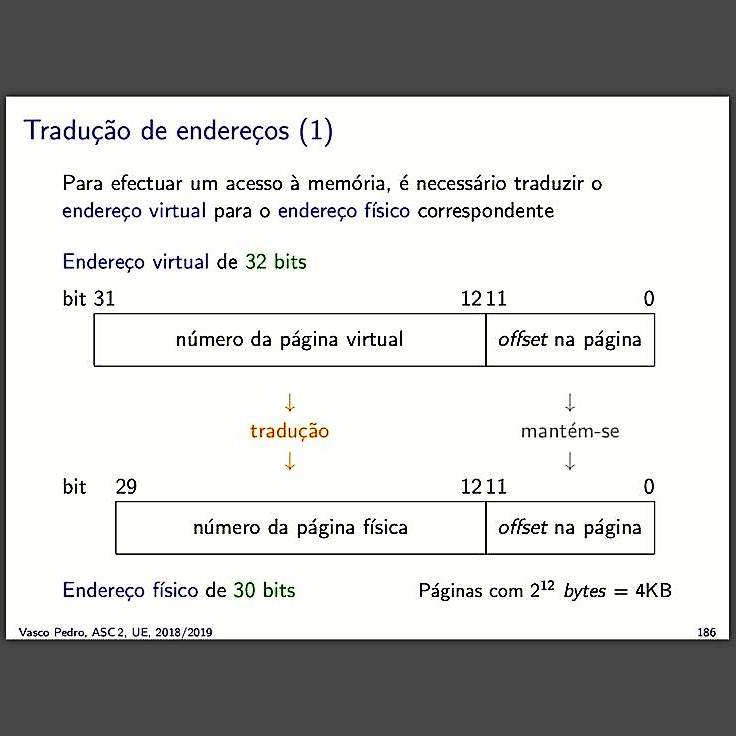 Tradução de endereços (1)
Para efectuar um acesso à memória, é necessário traduzir o
endereço virtual para o endereço físico correspondente
Endereço virtual de 32 bits
bit 31 12 11 0
número da página virtual offset na página
↓ ↓
tradução mantém-se
↓ ↓
bit 29 12 11 0
número da página física offset na página
Endereço físico de 30 bits Páginas com 2¹² bytes = 4KB
Vasco Pedro, ASC 2, UE, 2018/2019 186